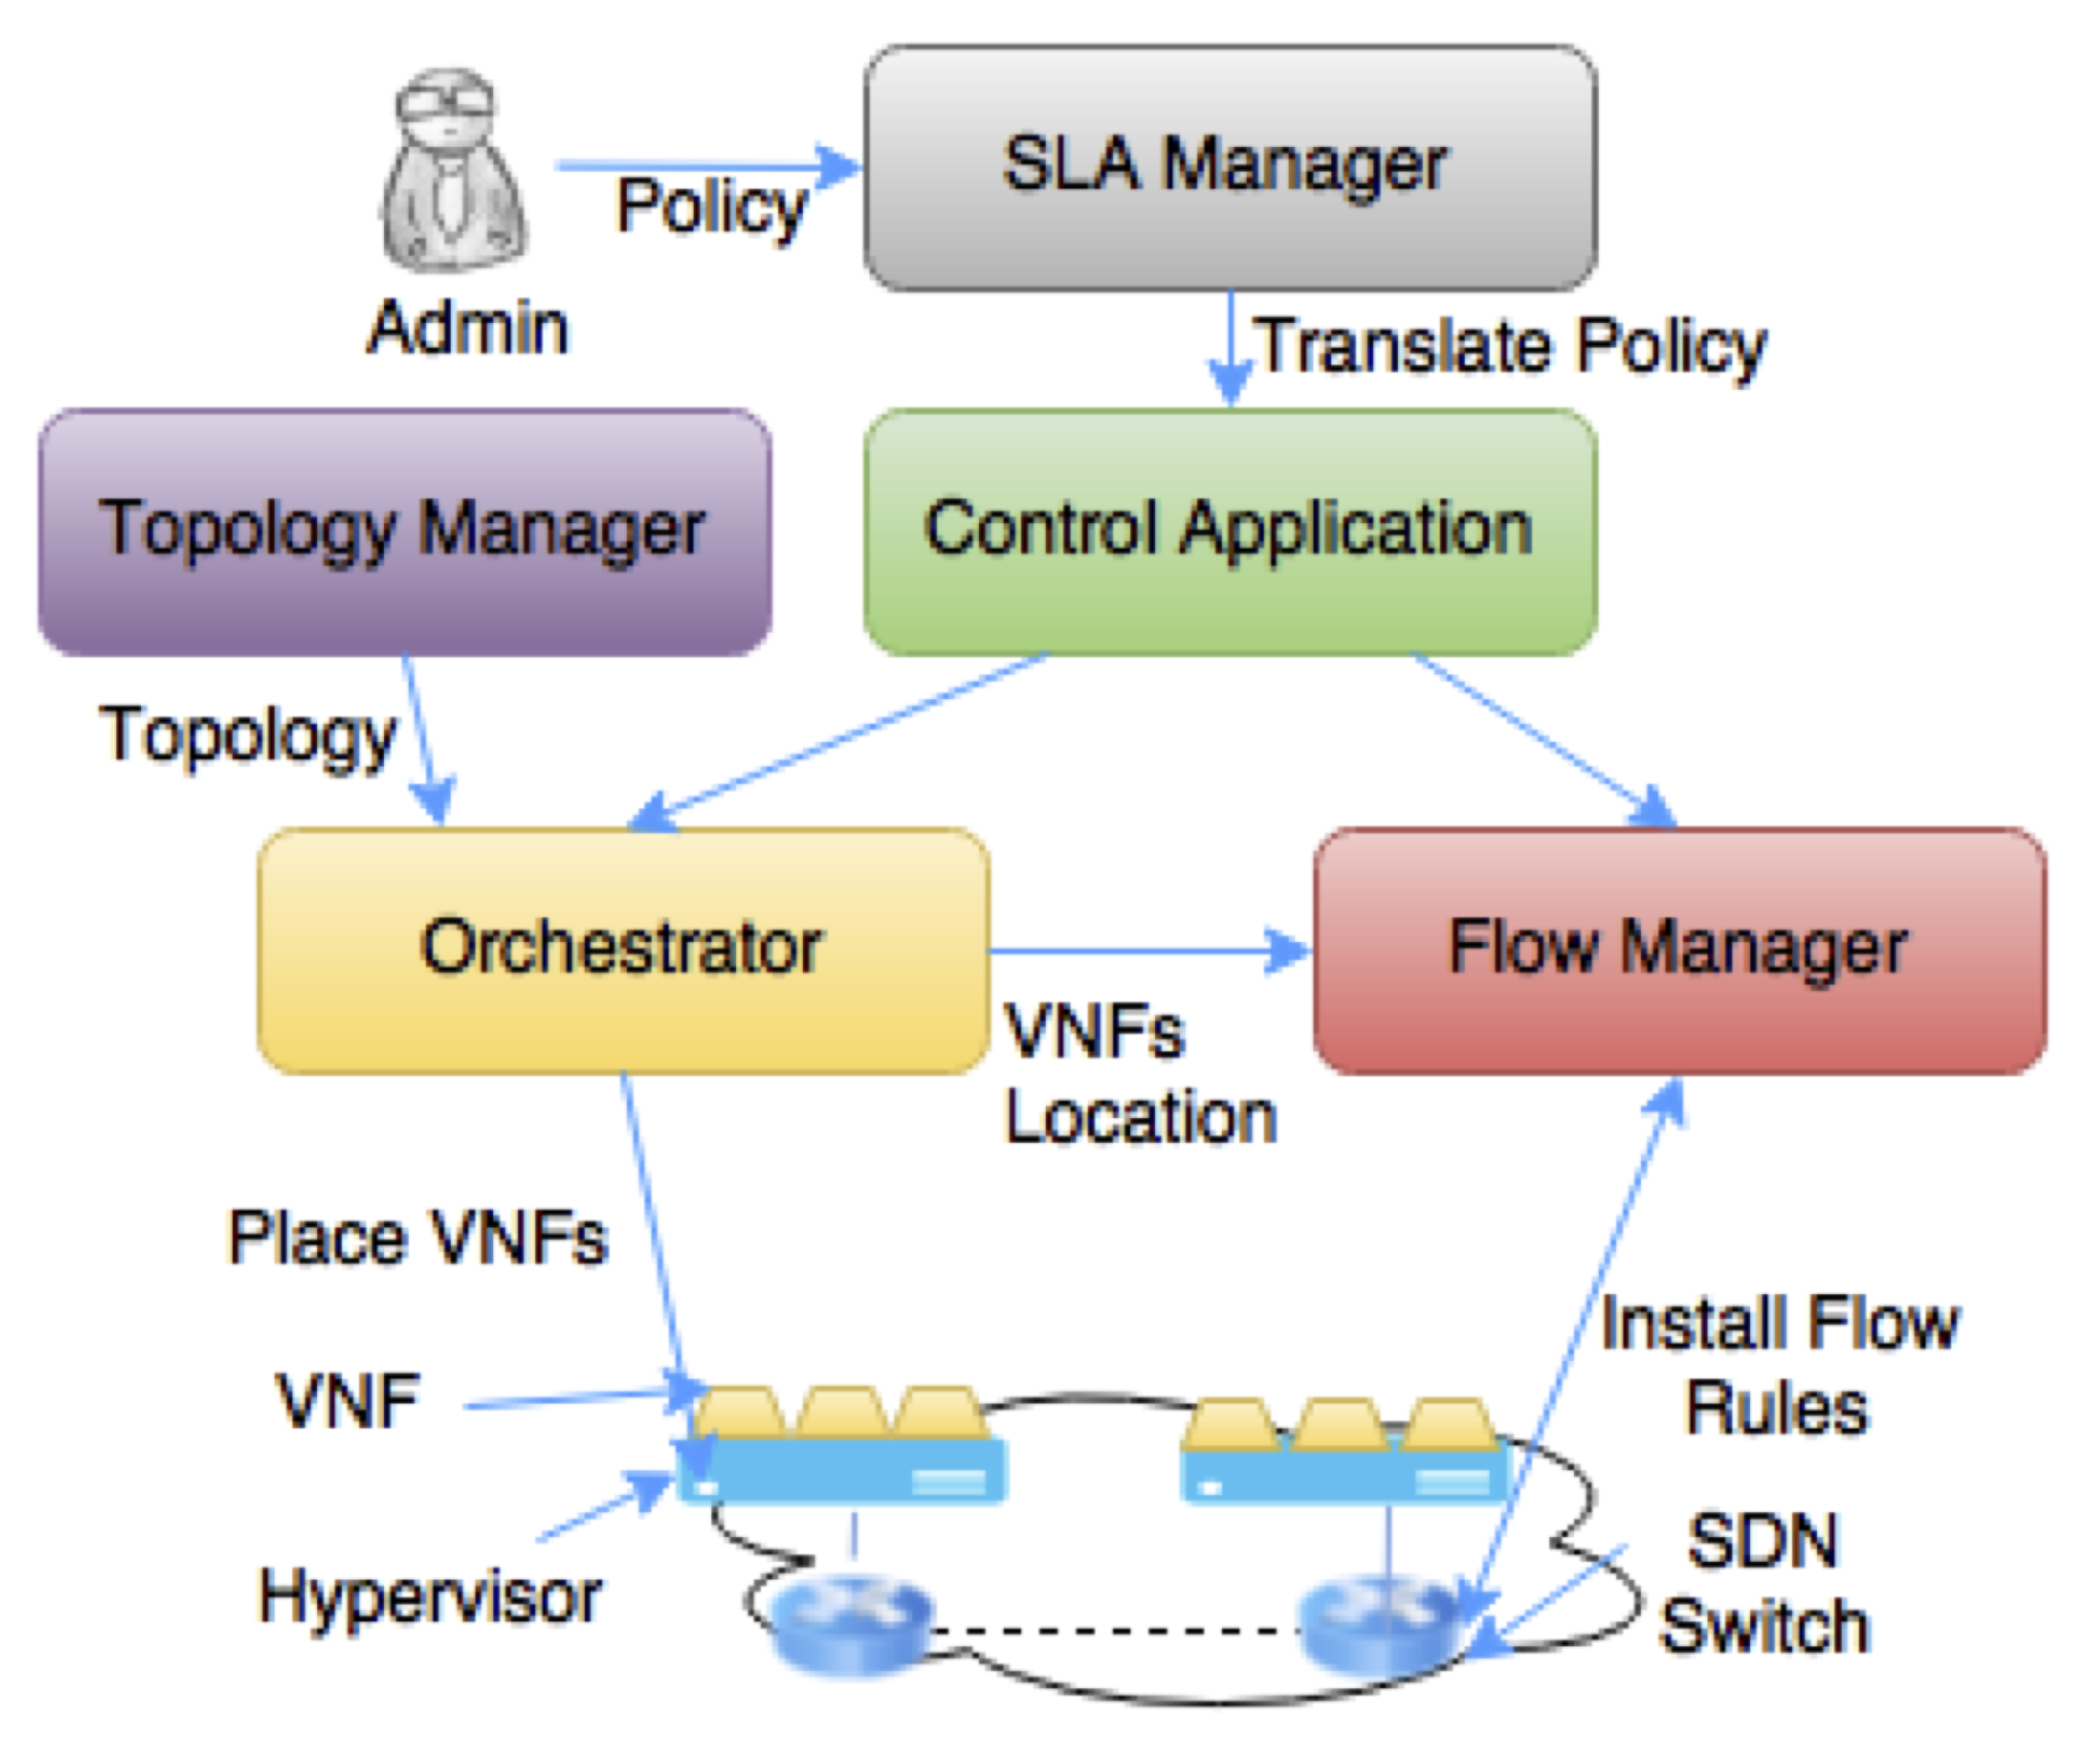 SLA Manager
Policy
Admin
Translate Policy
Topology Manager
Control Application
Topology
Orchestrator
Flow Manager
VNFs
Location
Place VNFs
Install Flow
Rules
VNF
Hypervisor
SDN
Switch